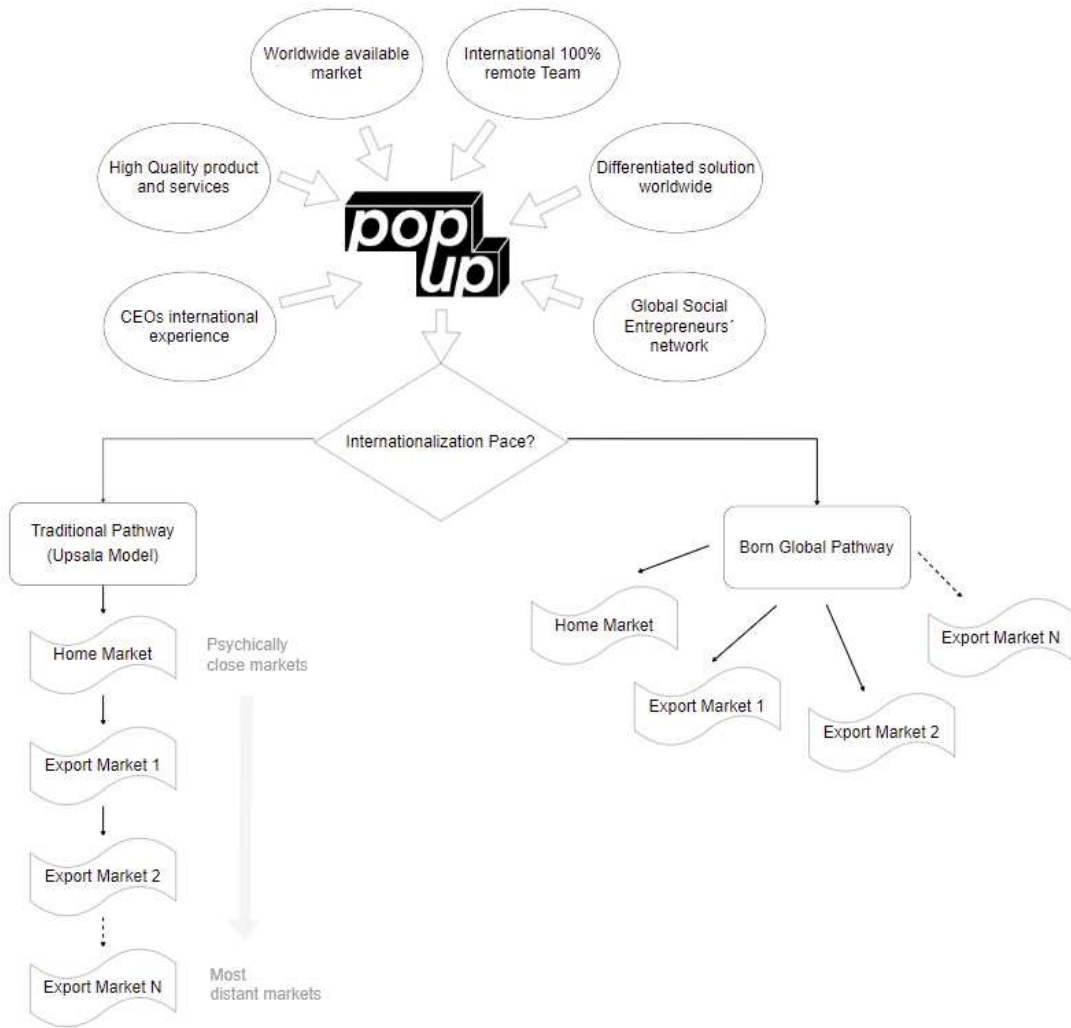 Worldwide available
market
International 100%
remote Team
High Quality product
and services
Differentiated solution
worldwide
pop
up
CEOs international
experience
Global Social
Entrepreneurs´
network
Internationalization Pace?
Traditional Pathway
(Upsala Model)
Born Global Pathway
Home Market
Psychically
close markets
Export Market 1
Export Market 2
Export Market N
Most
distant markets
Home Market
Export Market 1
Export Market 2
Export Market N